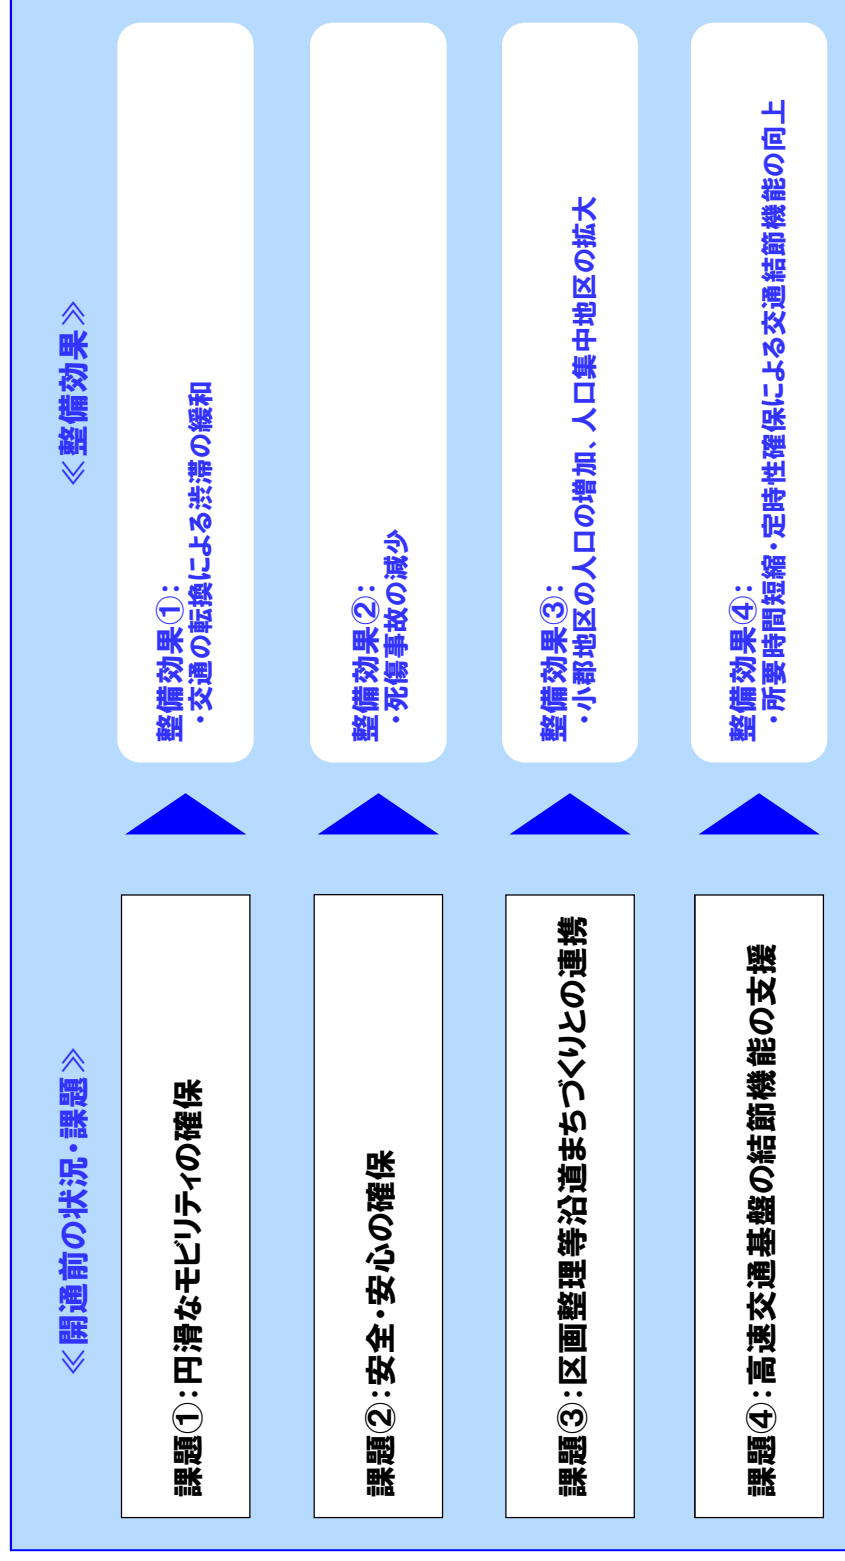 ≪開通前の状況・課題≫
≪整備効果≫
課題①：円滑なモビリティの確保
整備効果①：
・交通の転換による渋滞の緩和
課題②：安全・安心の確保
整備効果②：
・死傷事故の減少
課題③：区画整理等沿道まちづくりとの連携
整備効果③：
・小郡地区の人口の増加、人口集中地区の拡大
課題④：高速交通基盤の結節機能の支援
整備効果④：
・所要時間短縮・定時性確保による交通結節機能の向上